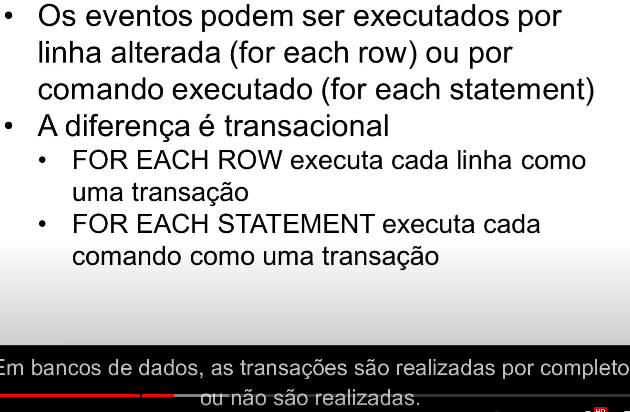 • Os eventos podem ser executados por
linha alterada (for each row) ou por
comando executado (for each statement)
• A diferença é transacional
• FOR EACH ROW executa cada linha como
uma transação
• FOR EACH STATEMENT executa cada
comando como uma transação
Em bancos de dados, as transações são realizadas por completo
ou não são realizadas.
HD